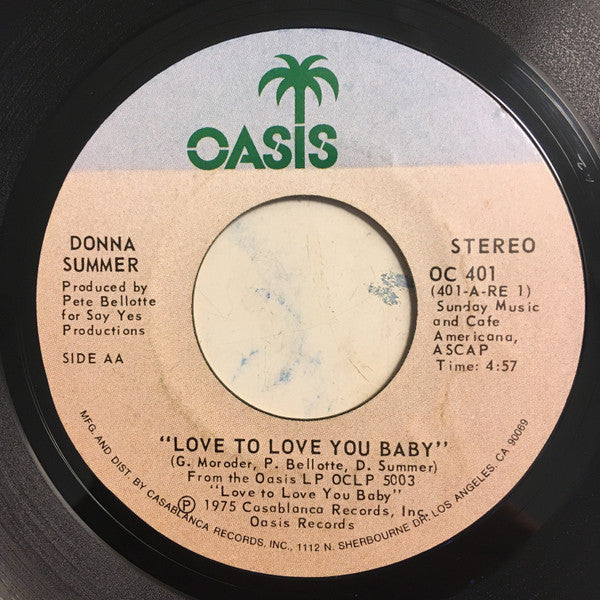 OASIS
DONNA
SUMMER
Produced by
Pete Bellotte
for Say Yes
Productions
SIDE AA
STEREO
OC 401
(401-A-RE 1)
Sunday Music
and Cafe
Americana,
ASCAP
Time: 4:57
"LOVE TO LOVE YOU BABY"
(G. Moroder, P. Bellotte, D. Summer)
From the Oasis LP OCLP 5003
"Love to Love You Baby"
Ⓟ 1975 Casablanca Records, Inc.
Oasis Records
MFG. AND DIST. BY CASABLANCA RECORDS, INC., 1112 N. SHERBOURNE DR. LOS ANGELES, CA 90069